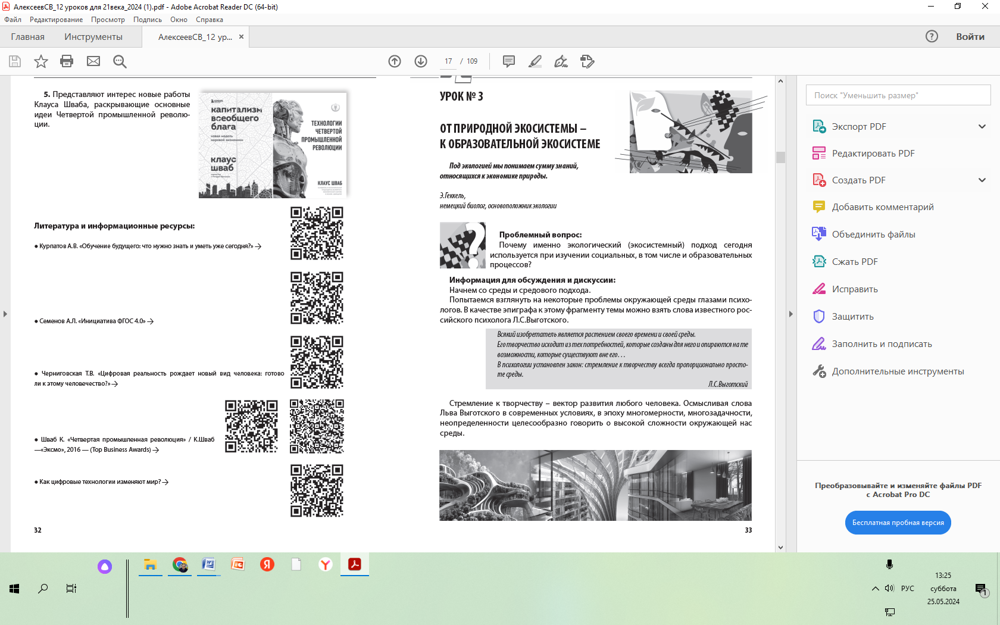 АлексеевСВ_12 уроков для 21века_2024 (1).pdf - Adobe Acrobat Reader DC (64-bit)
Файл Редактирование Просмотр Подпись Окно Справка
Главная Инструменты АлексеевСВ_12 ур... × ? Войти
17 / 109
5. Представляют интерес новые работы
Клауса Шваба, раскрывающие основные
идеи Четвертой промышленной револю-
ции.
капитализм
всеобщего
блага
новая модель
мировой экономики
клаус
шваб
ТЕХНОЛОГИИ
ЧЕТВЕРТОЙ
ПРОМЫШЛЕННОЙ
РЕВОЛЮЦИИ
КЛАУС ШВАБ
Литература и информационные ресурсы:
● Курпатов А.В. «Обучение будущего: что нужно знать и уметь уже сегодня?» →
● Семенов А.Л. «Инициатива ФГОС 4.0» →
● Черниговская Т.В. «Цифровая реальность рождает новый вид человека: готово
ли к этому человечество?» →
● Шваб К. «Четвертая промышленная революция» / К.Шваб
—«Эксмо», 2016 — (Top Business Awards) →
● Как цифровые технологии изменяют мир? →
32
УРОК № 3
ОТ ПРИРОДНОЙ ЭКОСИСТЕМЫ –
К ОБРАЗОВАТЕЛЬНОЙ ЭКОСИСТЕМЕ
Под экологией мы понимаем сумму знаний,
относящихся к экономике природы.
Э.Геккель,
немецкий биолог, основоположник экологии
?
Проблемный вопрос:
Почему именно экологический (экосистемный) подход сегодня
используется при изучении социальных, в том числе и образовательных
процессов?
Информация для обсуждения и дискуссии:
Начнем со среды и средового подхода.
Попытаемся взглянуть на некоторые проблемы окружающей среды глазами психо-
логов. В качестве эпиграфа к этому фрагменту темы можно взять слова известного рос-
сийского психолога Л.С.Выготского.
Всякий изобретатель является растением своего времени и своей среды.
Его творчество исходит из тех потребностей, которые созданы для него и опираются на те
возможности, которые существуют вне его…
В психологии установлен закон: стремление к творчеству всегда пропорционально просто-
те среды.
Л.С.Выготский
Стремление к творчеству – вектор развития любого человека. Осмысливая слова
Льва Выготского в современных условиях, в эпоху многомерности, многозадачности,
неопределенности целесообразно говорить о высокой сложности окружающей нас
среды.
33
Поиск "Уменьшить размер"
Экспорт PDF
Редактировать PDF
Создать PDF
Добавить комментарий
Объединить файлы
Сжать PDF
Исправить
Защитить
Заполнить и подписать
Дополнительные инструменты
Преобразовывайте и изменяйте файлы PDF
с Acrobat Pro DC
Бесплатная пробная версия
Я
Y
РУС
13:25
суббота
25.05.2024
1